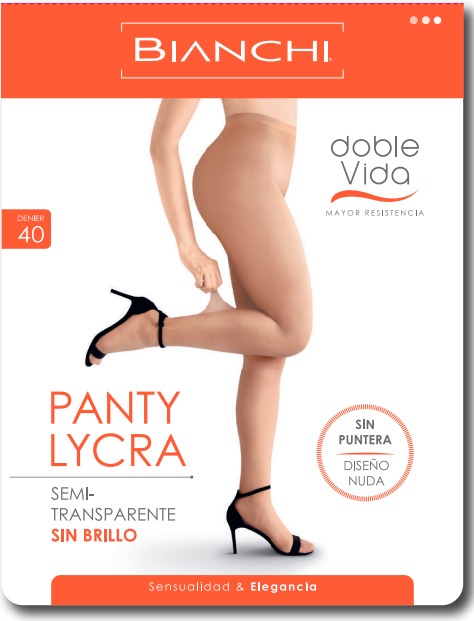 BIANCHI
doble
Vida
MAYOR RESISTENCIA
DENIER
40
PANTY
LYCRA
SIN
PUNTERA
DISEÑO
NUDA
SEMI-
TRANSPARENTE
SIN BRILLO
Sensualidad & Elegancia